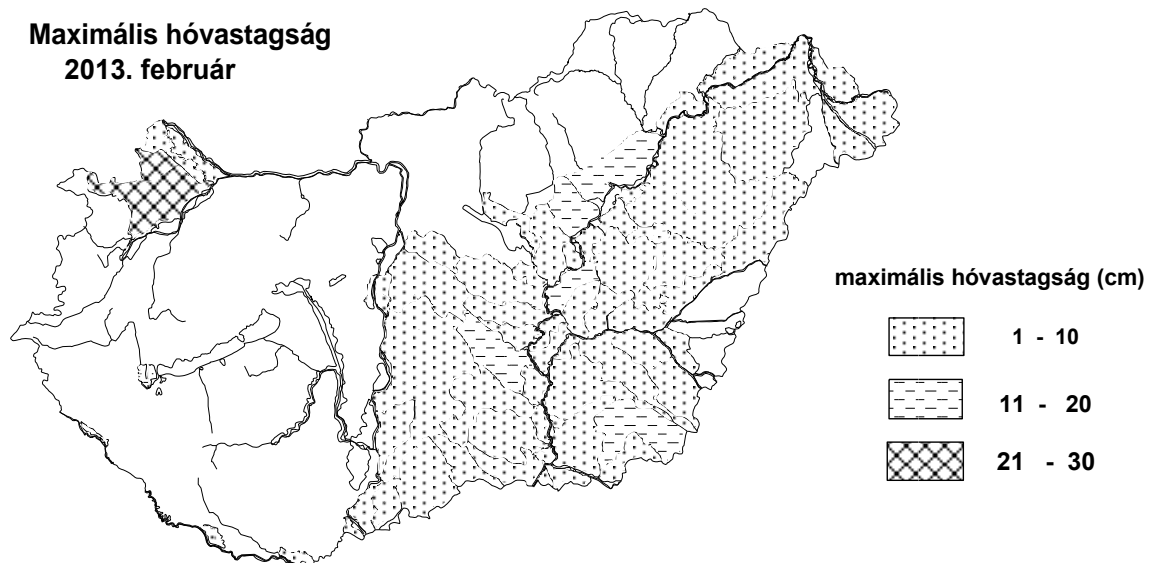 Maximális hóvastagság
2013. február
maximális hóvastagság (cm)
1 - 10
11 - 20
21 - 30